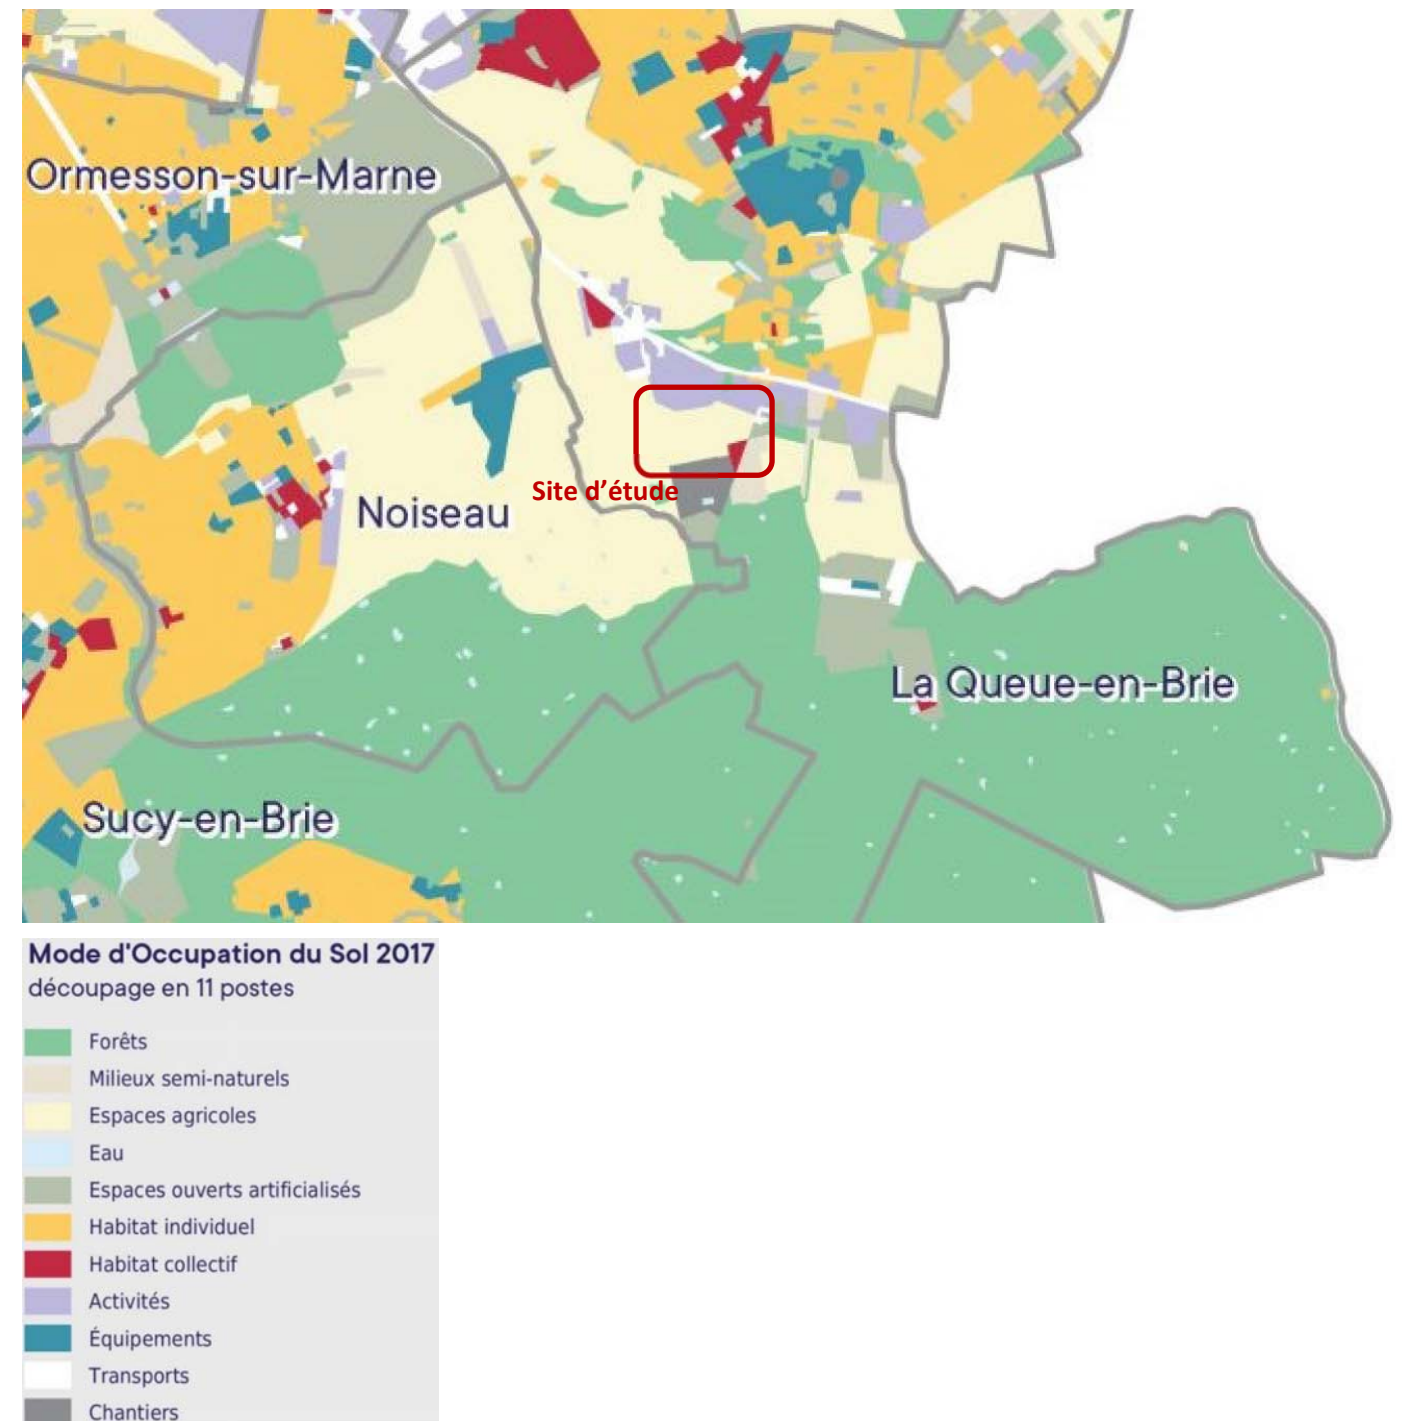 Ormesson-sur-Marne
Site d'étude
Noiseau
La Queue-en-Brie
Sucy-en-Brie
Mode d'Occupation du Sol 2017
découpage en 11 postes
Forêts
Milieux semi-naturels
Espaces agricoles
Eau
Espaces ouverts artificialisés
Habitat individuel
Habitat collectif
Activités
Équipements
Transports
Chantiers